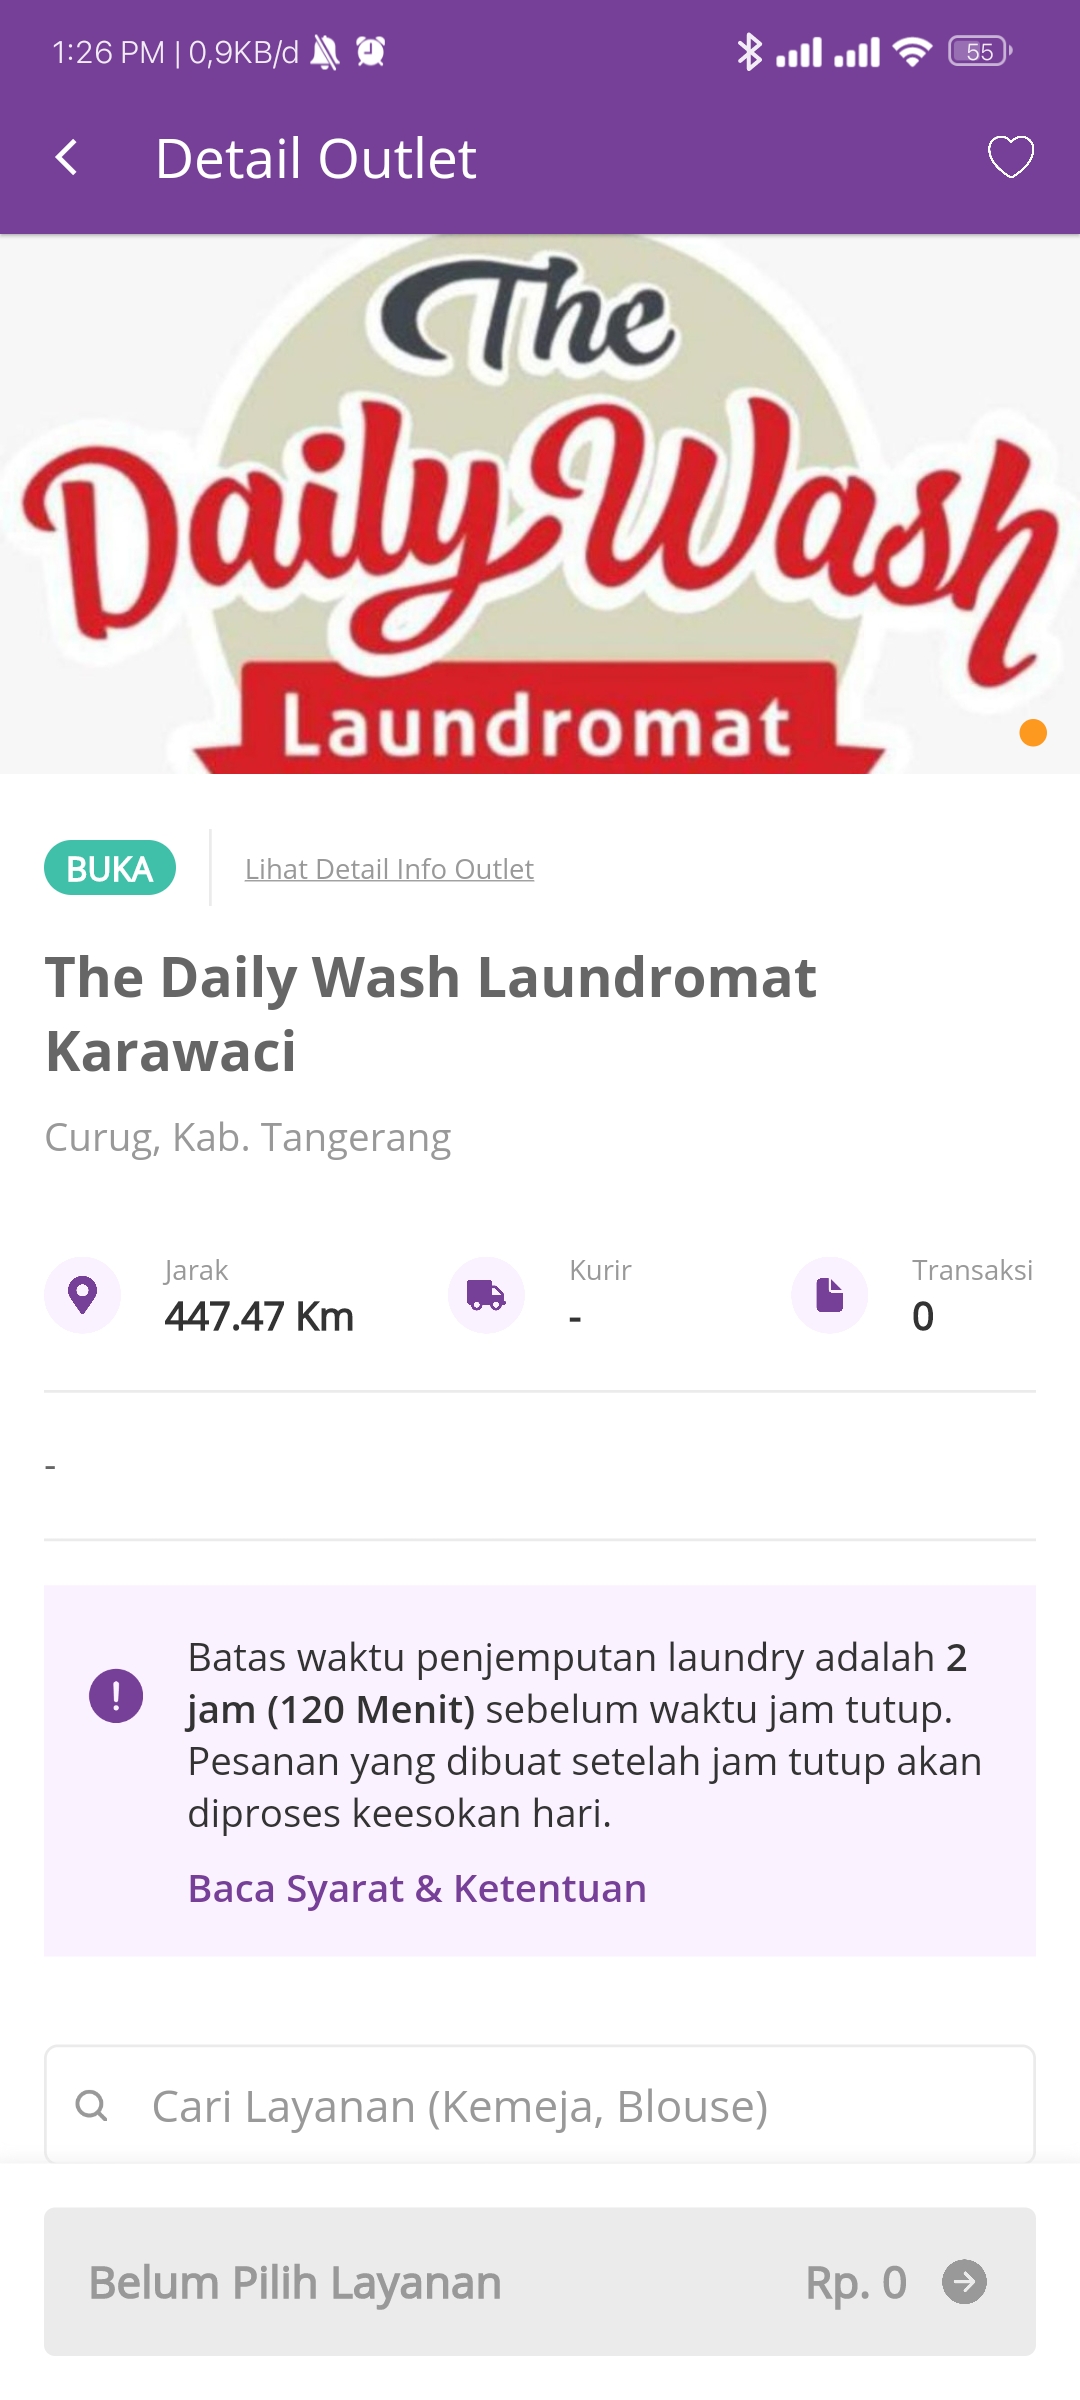 1:26 PM | 0,9KB/d
55
Detail Outlet
The
Daily Wash
Laundromat
BUKA
Lihat Detail Info Outlet
The Daily Wash Laundromat
Karawaci
Curug, Kab. Tangerang
Jarak
447.47 Km
Kurir
-
Transaksi
0
-
Batas waktu penjemputan laundry adalah 2
jam (120 Menit) sebelum waktu jam tutup.
Pesanan yang dibuat setelah jam tutup akan
diproses keesokan hari.
Baca Syarat & Ketentuan
Cari Layanan (Kemeja, Blouse)
Belum Pilih Layanan
Rp. 0